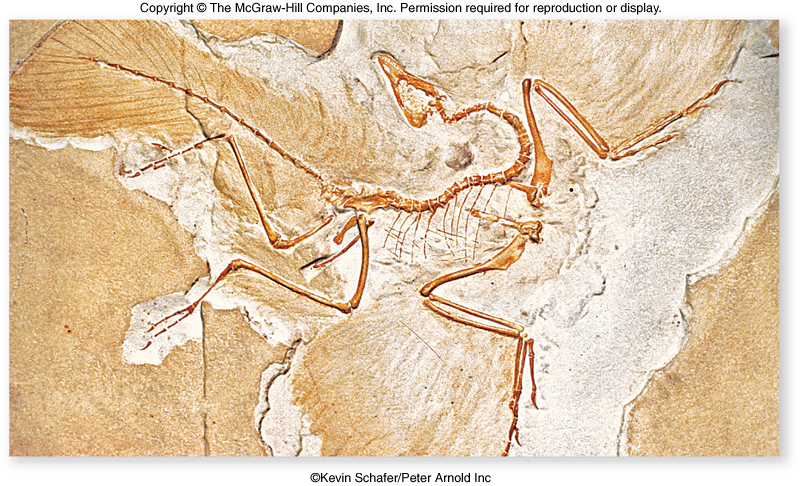 Copyright © The McGraw-Hill Companies, Inc. Permission required for reproduction or display.
©Kevin Schafer/Peter Arnold Inc